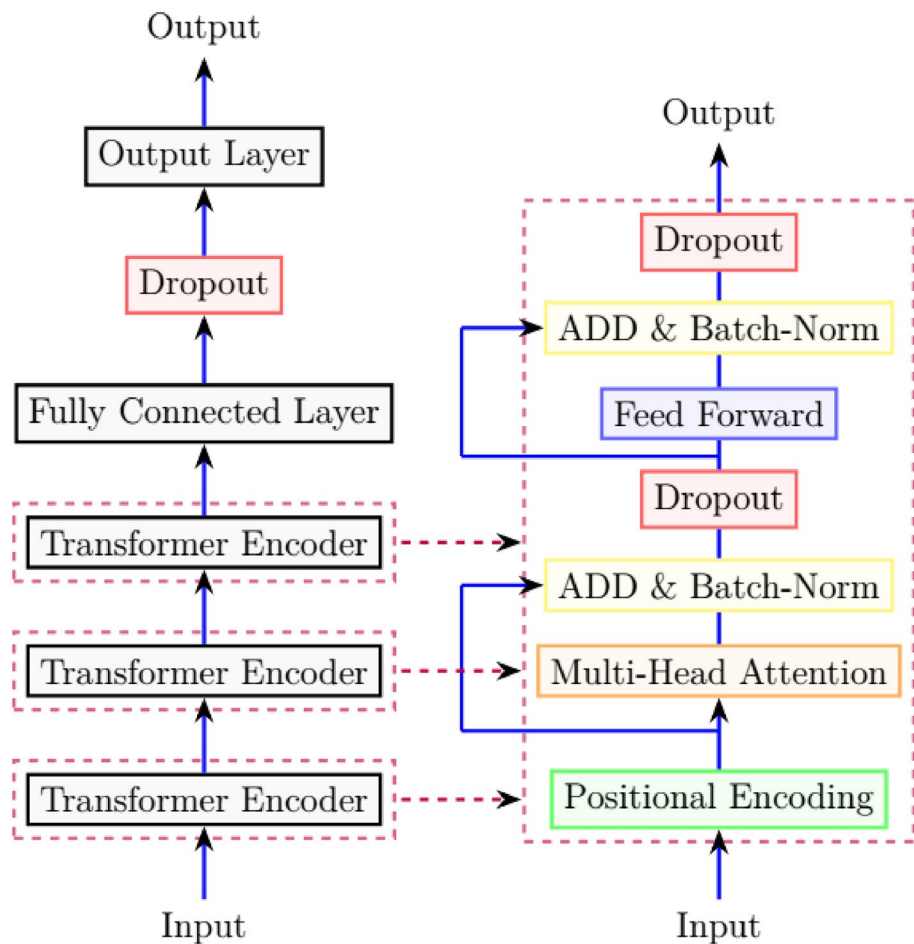 Output
Output Layer
Dropout
Fully Connected Layer
Transformer Encoder
Transformer Encoder
Transformer Encoder
Input
Output
Dropout
ADD & Batch-Norm
Feed Forward
Dropout
ADD & Batch-Norm
Multi-Head Attention
Positional Encoding
Input